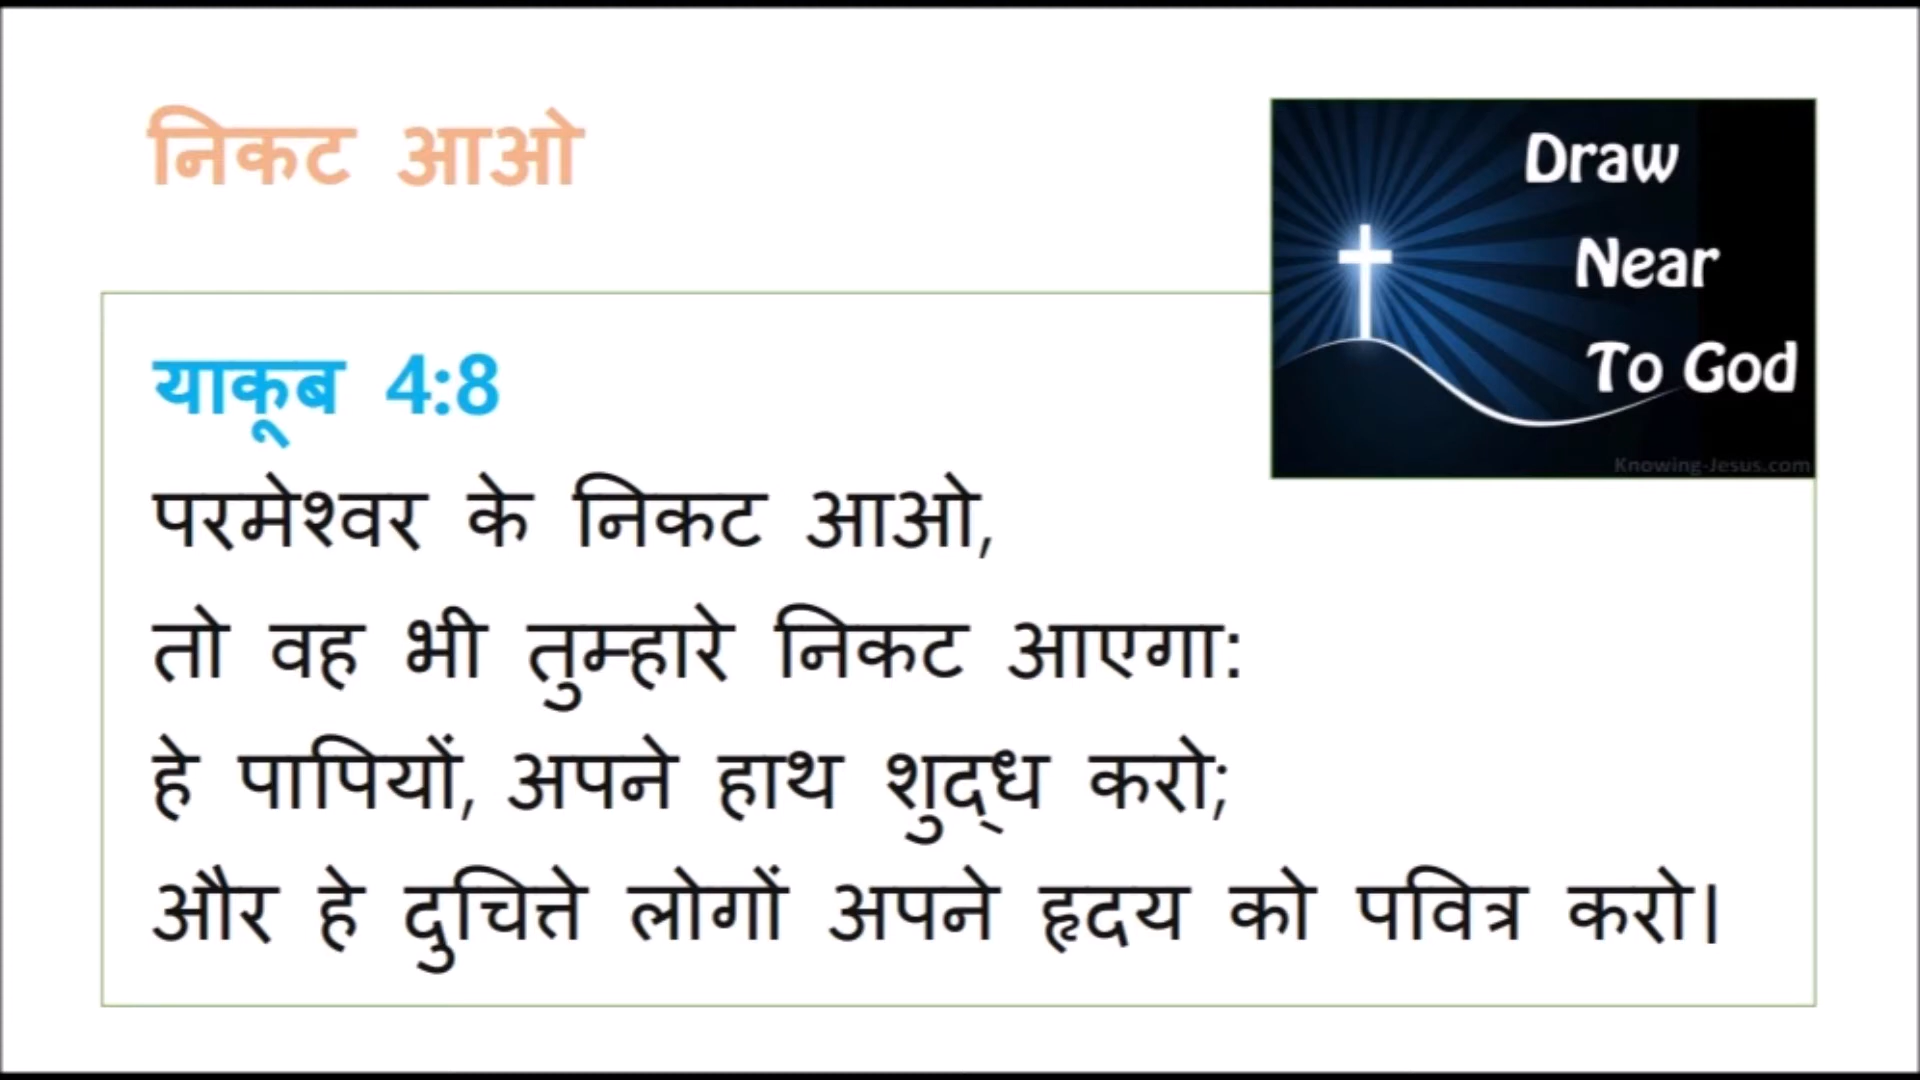 निकट आओ
Draw
Near
To God
Knowing-Jesus.com
याकूब 4:8
परमेश्वर के निकट आओ,
तो वह भी तुम्हारे निकट आएगा:
हे पापियों, अपने हाथ शुद्‌ध करो;
और हे दुचित्ते लोगों अपने हृदय को पवित्र करो।